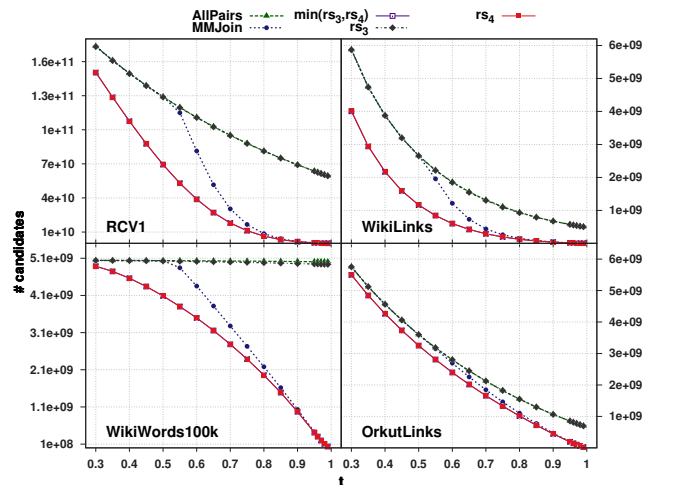 AllPairs min(rs3,rs4) rs4
MMJoin rs3
1.6e+11
1.3e+11
1e+11
7e+10
4e+10
1e+10
RCV1
6e+09
5e+09
4e+09
3e+09
2e+09
1e+09
WikiLinks
# candidates
5.1e+09
4.1e+09
3.1e+09
2.1e+09
1.1e+09
1e+08
WikiWords100k
6e+09
5e+09
4e+09
3e+09
2e+09
1e+09
OrkutLinks
0.3 0.4 0.5 0.6 0.7 0.8 0.9 1
0.3 0.4 0.5 0.6 0.7 0.8 0.9 1
t